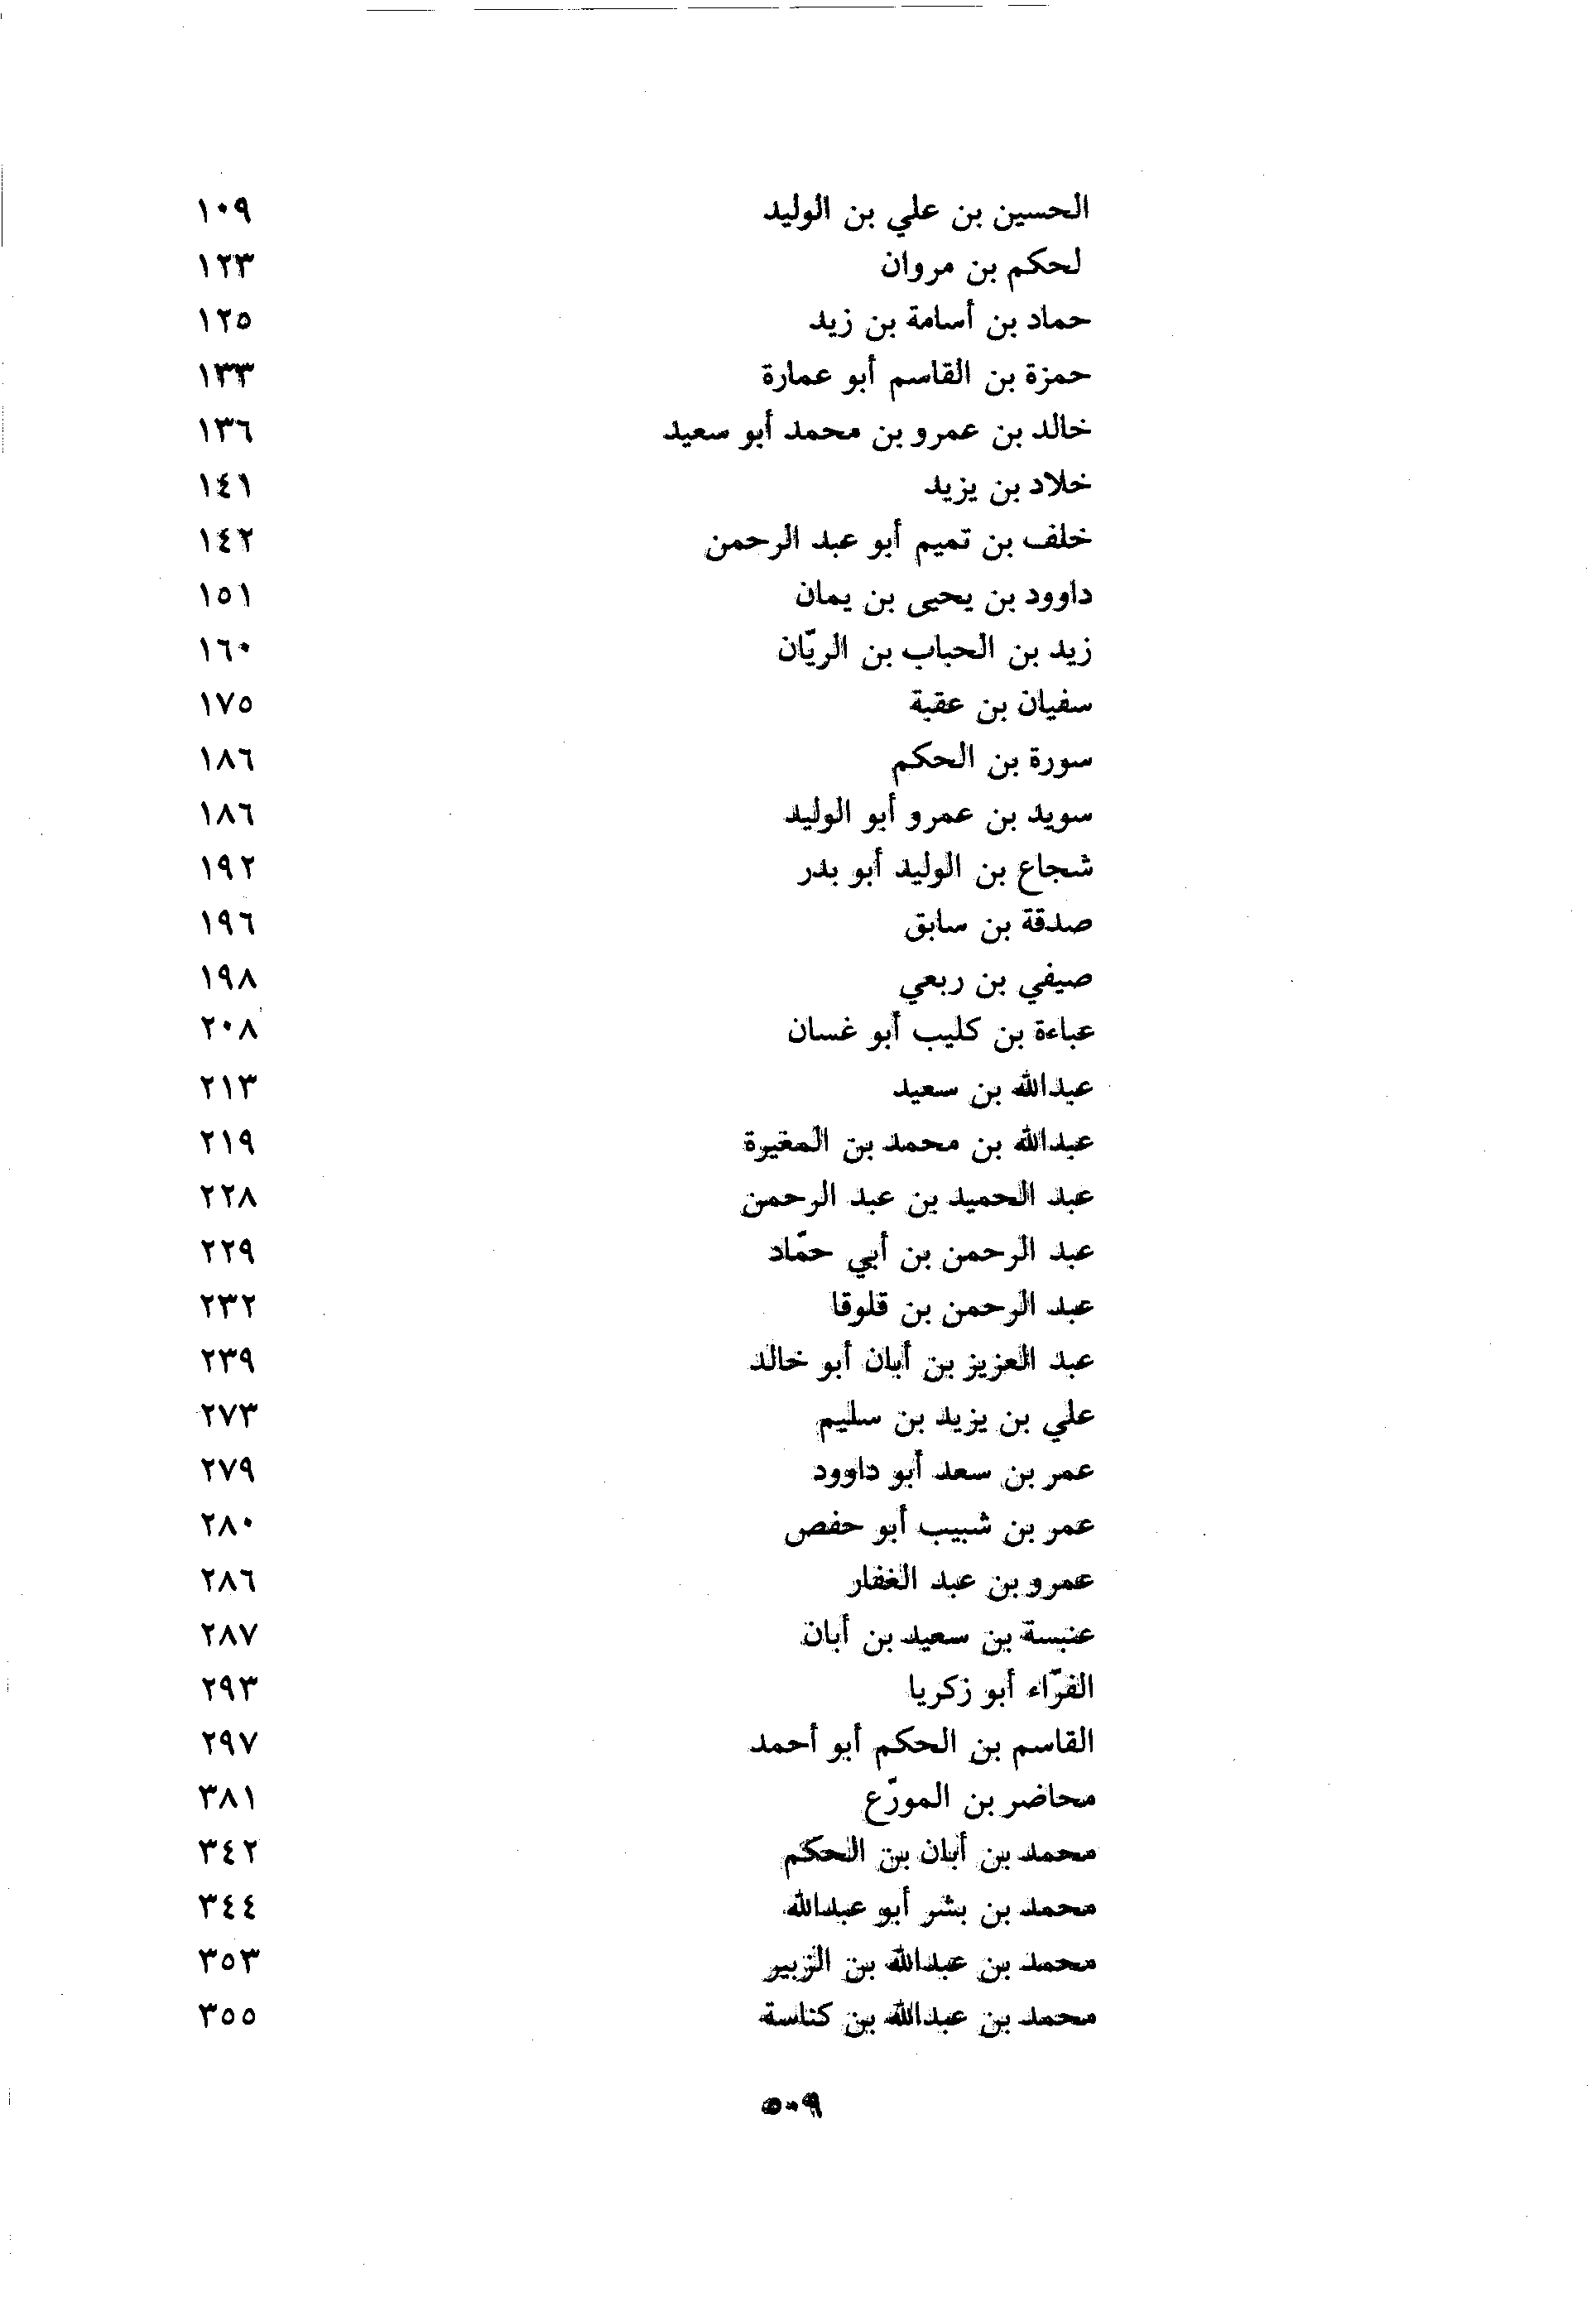 الحسين بن علي بن الوليد ١٠٩
لحكم بن مروان ١٢٣
حماد بن أسامة بن زيد ١٢٥
حمزة بن القاسم أبو عمارة ١٣٣
خالد بن عمرو بن محمد أبو سعيد ١٣٦
خلاد بن يزيد ١٤١
خلف بن تميم أبو عبد الرحمن ١٤٢
داوود بن يحيى بن يمان ١٥١
زيد بن الحباب بن الريّان ١٦٠
سفيان بن عقبة ١٧٥
سورة بن الحكم ١٨٦
سويد بن عمرو أبو الوليد ١٨٦
شجاع بن الوليد أبو بدر ١٩٢
صدقة بن سابق ١٩٦
صيفي بن ربعي ١٩٨
عباءة بن كليب أبو غسان ٢٠٨
عبدالله بن سعيد ٢١٣
عبدالله بن محمد بن المغيرة ٢١٩
عبد الحميد بن عبد الرحمن ٢٢٨
عبد الرحمن بن أبي حمّاد ٢٢٩
عبد الرحمن بن قلوقا ٢٣٢
عبد العزيز بن أبان أبو خالد ٢٣٩
علي بن يزيد بن سليم ٢٧٣
عمر بن سعد أبو داوود ٢٧٩
عمر بن شبيب أبو حفص ٢٨٠
عمرو بن عبد الغفار ٢٨٦
عنبسة بن سعيد بن أبان ٢٨٧
الفرّاء أبو زكريا ٢٩٣
القاسم بن الحكم أبو أحمد ٢٩٧
محاضر بن المورّع ٣٨١
محمد بن أبان بن الحكم ٣٤٢
محمد بن بشر أبو عبدالله ٣٤٤
محمد بن عبدالله بن الزبير ٣٥٣
محمد بن عبدالله بن كناسة ٣٥٥
٥٠٩